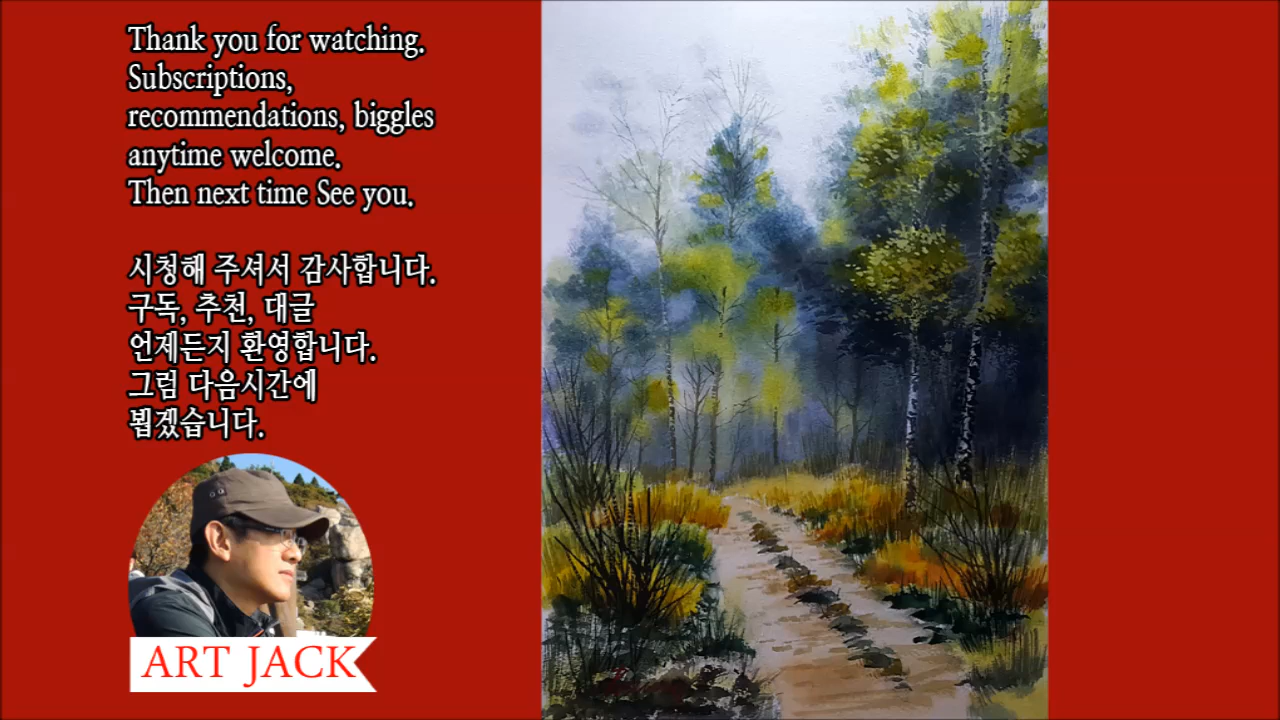 Thank you for watching.
Subscriptions,
recommendations, biggles
anytime welcome.
Then next time See you.
시청해 주셔서 감사합니다.
구독, 추천, 대글
언제든지 환영합니다.
그럼 다음시간에
뵙겠습니다.
ART JACK